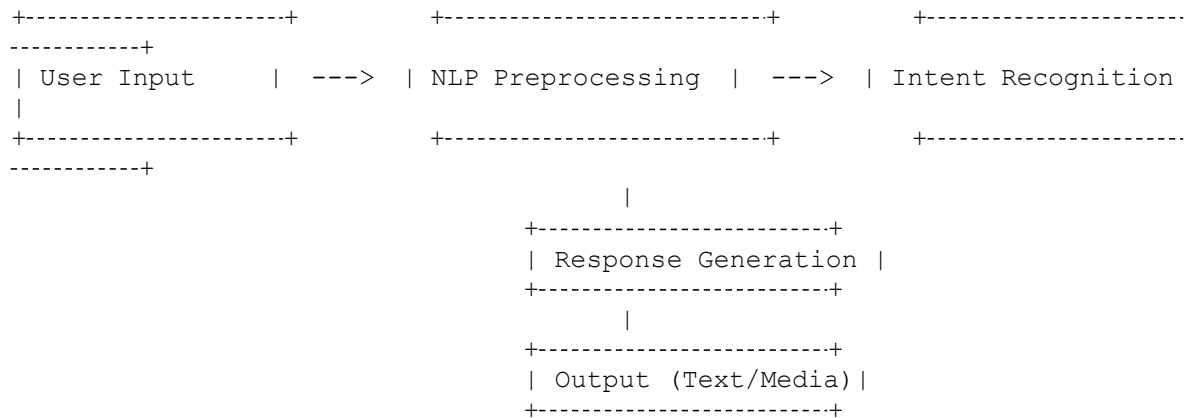 User Input ---> NLP Preprocessing ---> Intent Recognition
Response Generation
Output (Text/Media)